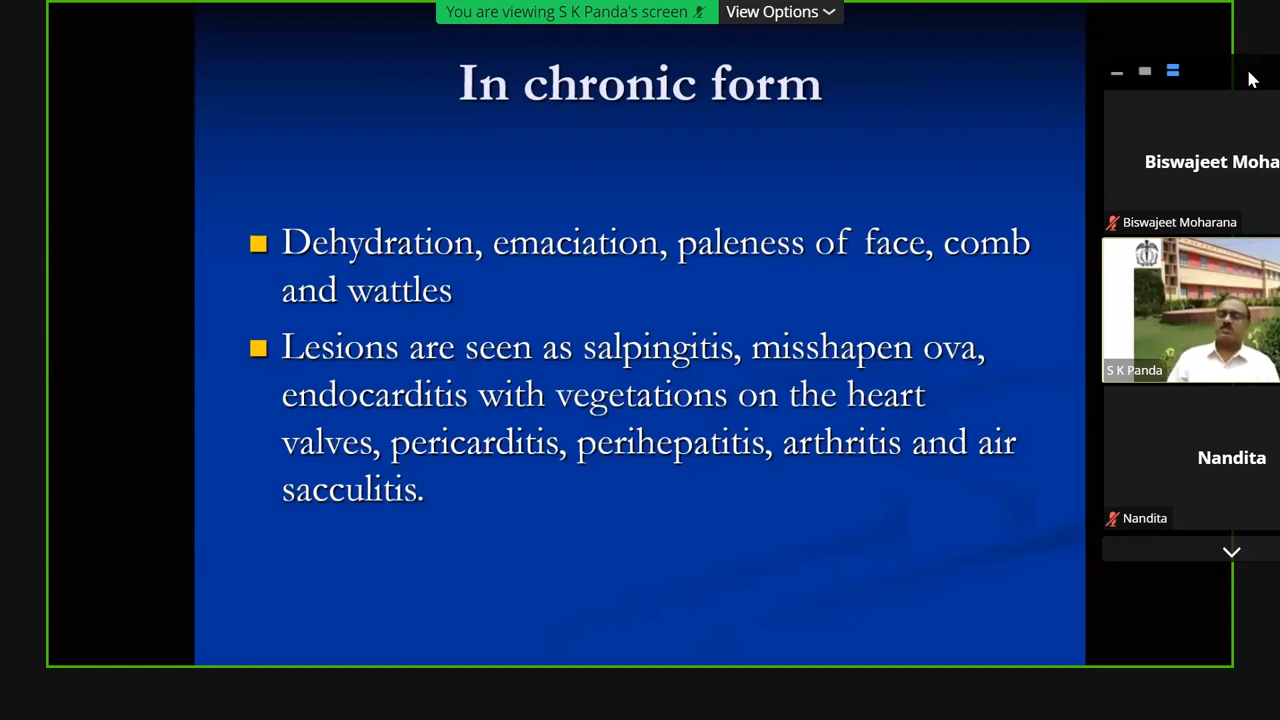 You are viewing S K Panda's screen
View Options
In chronic form
Dehydration, emaciation, paleness of face, comb
and wattles
Lesions are seen as salpingitis, misshapen ova,
endocarditis with vegetations on the heart
valves, pericarditis, perihepatitis, arthritis and air
sacculitis.
Biswajeet Moha
Biswajeet Moharana
S K Panda
Nandita
Nandita